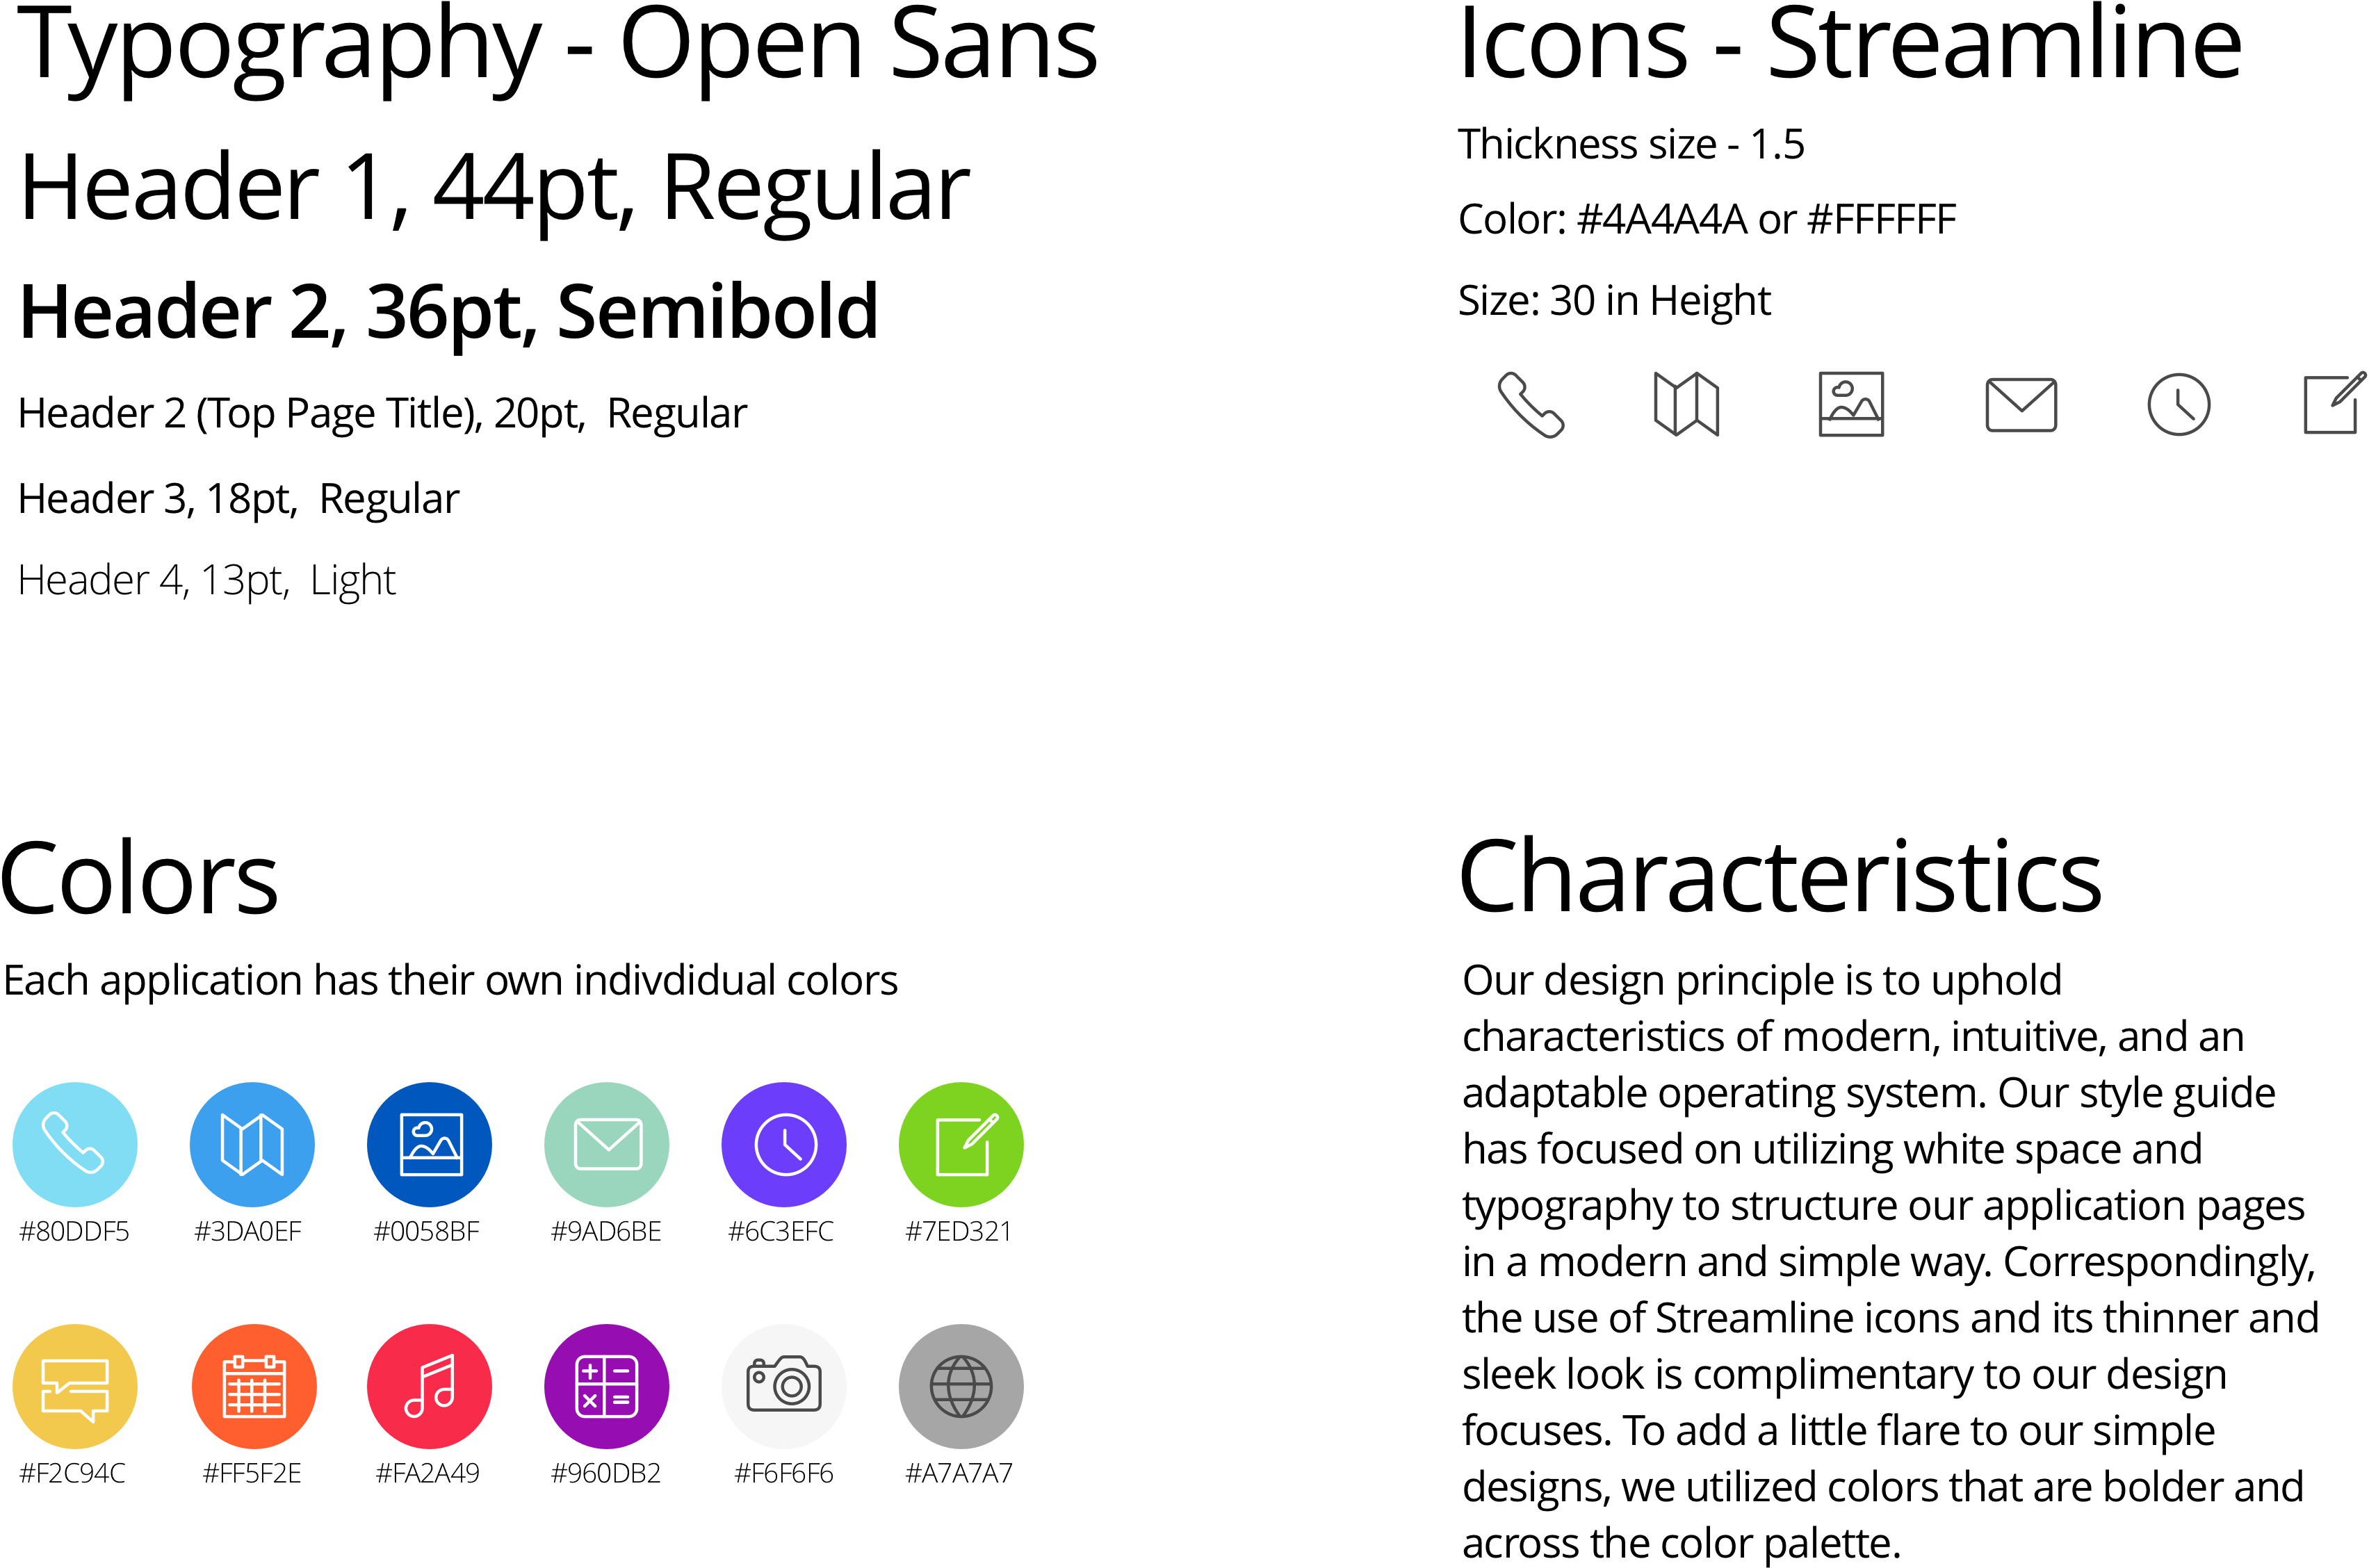 Typography - Open Sans
Header 1, 44pt, Regular
Header 2, 36pt, Semibold
Header 2 (Top Page Title), 20pt,  Regular
Header 3, 18pt,  Regular
Header 4, 13pt,  Light
Icons - Streamline
Thickness size - 1.5
Color: #4A4A4A or #FFFFFF
Size: 30 in Height
Colors
Each application has their own indivdidual colors
#80DDF5
#3DA0EF
#0058BF
#9AD6BE
#6C3EFC
#7ED321
#F2C94C
#FF5F2E
#FA2A49
#960DB2
#F6F6F6
#A7A7A7
Characteristics
Our design principle is to uphold
characteristics of modern, intuitive, and an
adaptable operating system. Our style guide
has focused on utilizing white space and
typography to structure our application pages
in a modern and simple way. Correspondingly,
the use of Streamline icons and its thinner and
sleek look is complimentary to our design
focuses. To add a little flare to our simple
designs, we utilized colors that are bolder and
across the color palette.